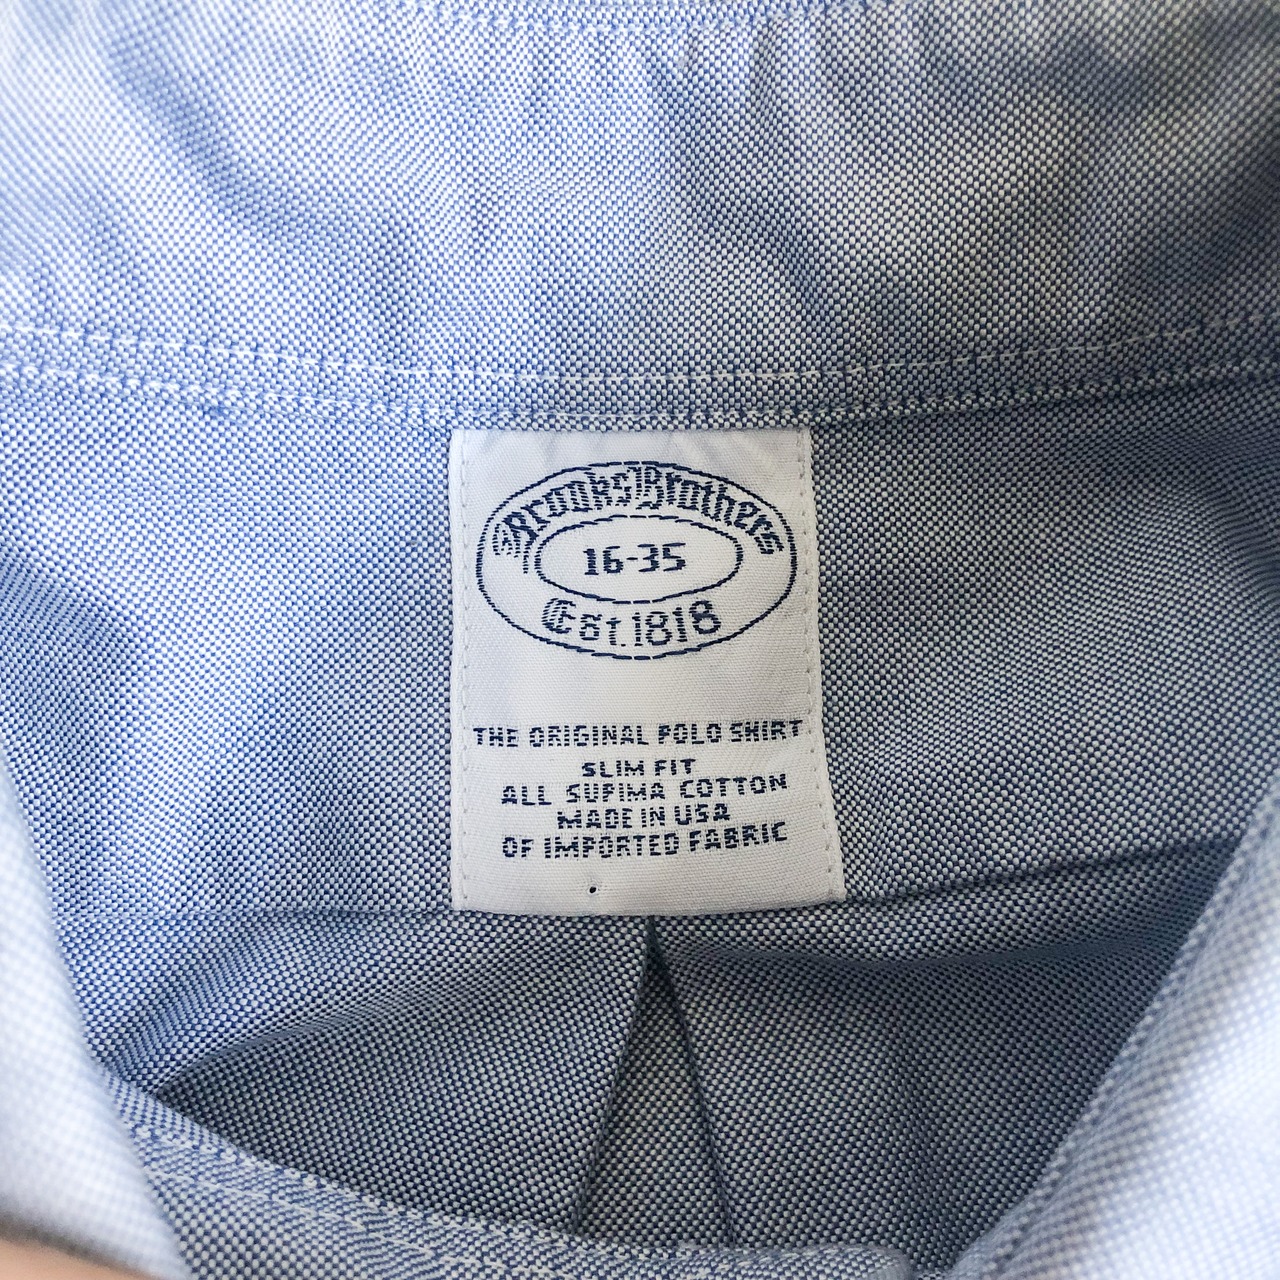 Brooks Brothers
16-35
Est. 1818
THE ORIGINAL POLO SHIRT
SLIM FIT
ALL SUPIMA COTTON
MADE IN USA
OF IMPORTED FABRIC